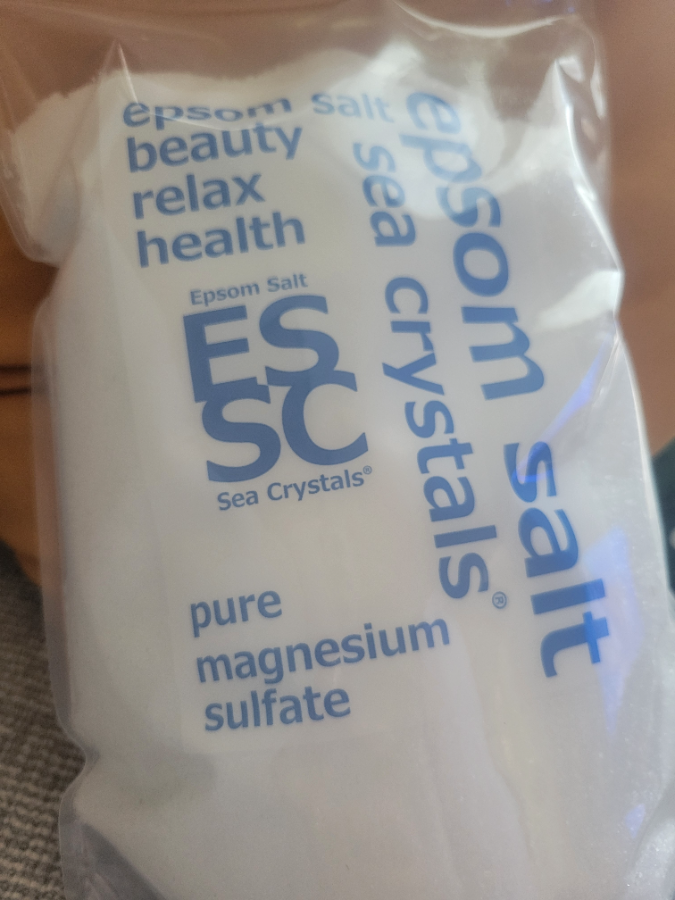 epsom salt
beauty
relax
health
Epsom Salt
ES
SC
Sea Crystals®
pure
magnesium
sulfate
sea crystals®
epsom salt